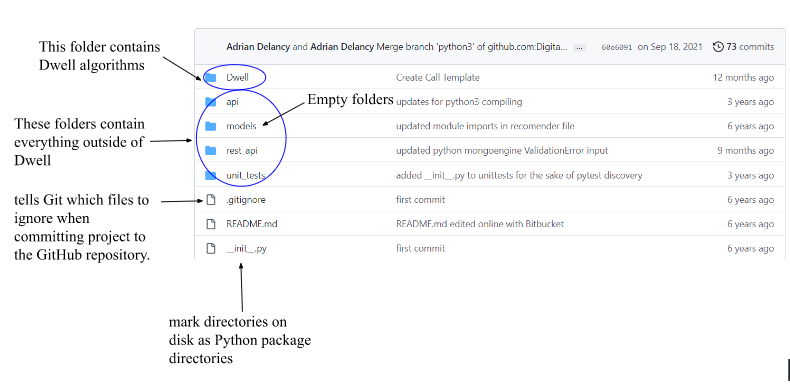 This folder contains
Dwell algorithms
These folders contain
everything outside of
Dwell
tells Git which files to
ignore when
committing project to
the GitHub repository.
Adrian Delancy and Adrian Delancy Merge branch 'python3' of github.com:Digita... ... 60e6091 on Sep 18, 2021 73 commits
Dwell Create Call Template 12 months ago
Empty folders
api updates for python3 compiling 3 years ago
models updated module imports in recomender file 6 years ago
rest_api updated python mongoengine ValidationError input 9 months ago
unit_tests added __init__.py to unittests for the sake of pytest discovery 3 years ago
.gitignore first commit 6 years ago
README.md README.md edited online with Bitbucket 6 years ago
__init__.py first commit 6 years ago
mark directories on
disk as Python package
directories